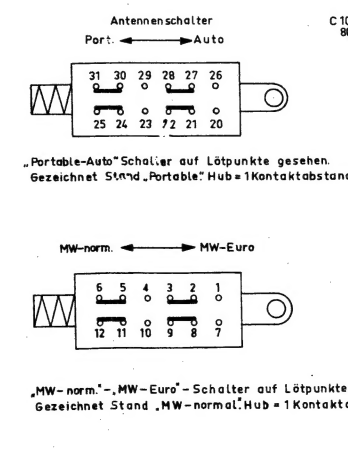 Antennenschalter
C 10
Port. Auto
80
31 30 29 28 27 26
25 24 23 22 21 20
„Portable-Auto" Schalter auf Lötpunkte gesehen.
Gezeichnet Stand „Portable." Hub = 1 Kontaktabstand
MW-norm. MW-Euro
6 5 4 3 2 1
12 11 10 9 8 7
„MW-norm."-„MW-Euro"-Schalter auf Lötpunkte
Gezeichnet Stand „MW-normal." Hub = 1 Kontakt